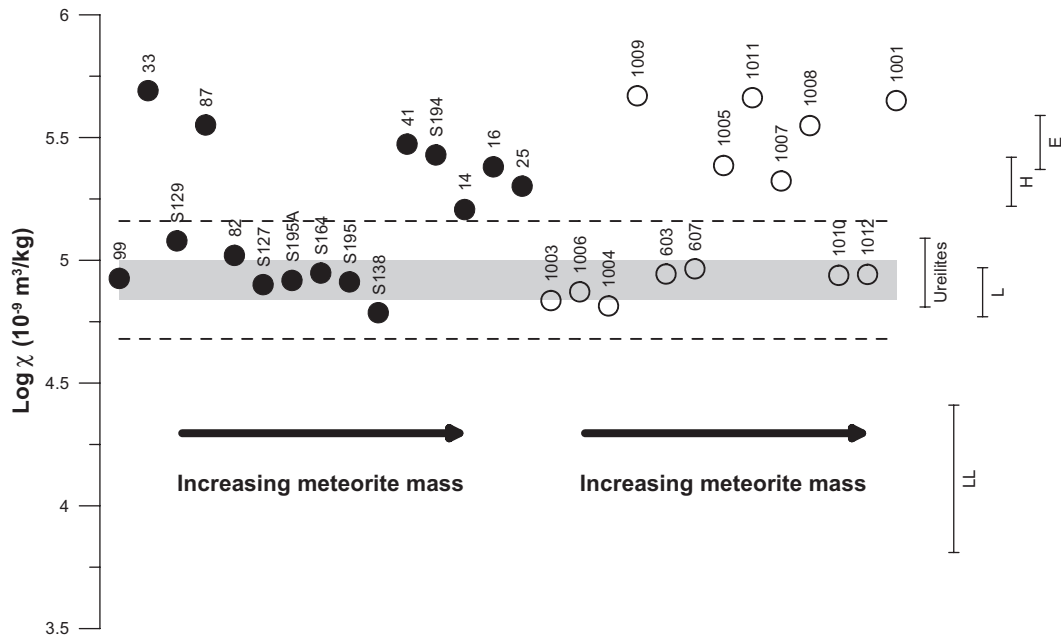 6
5.5
5
4.5
4
3.5
Log χ (10⁻⁹ m³/kg)
99
33
S129
87
82
S127
S195A
S164
S195
S138
41
S194
14
16
25
1003
1006
1004
1009
603
607
1005
1011
1007
1008
1010
1012
1001
Ureilites
LL
L
H
E
Increasing meteorite mass
Increasing meteorite mass